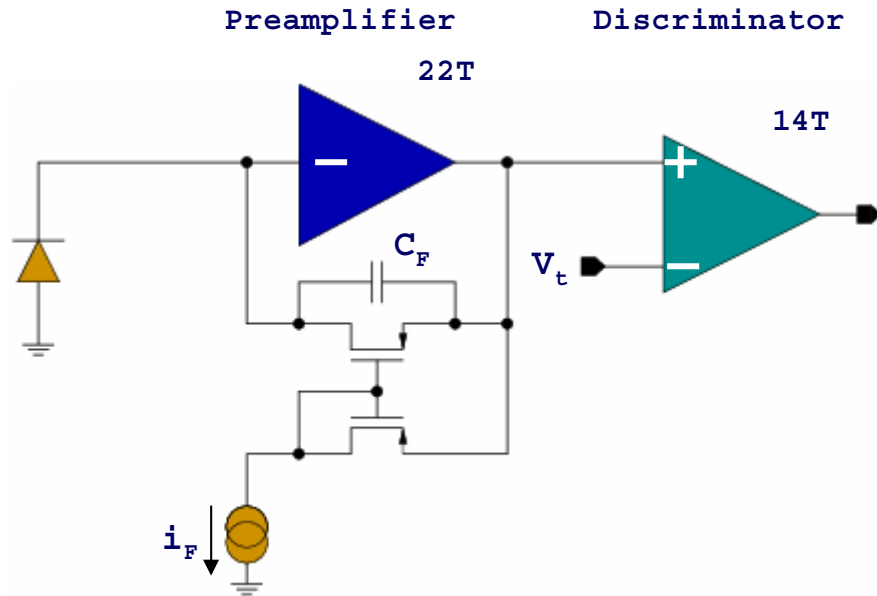 Preamplifier Discriminator
22T
14T
−
+
C_F
V_t
−
i_F